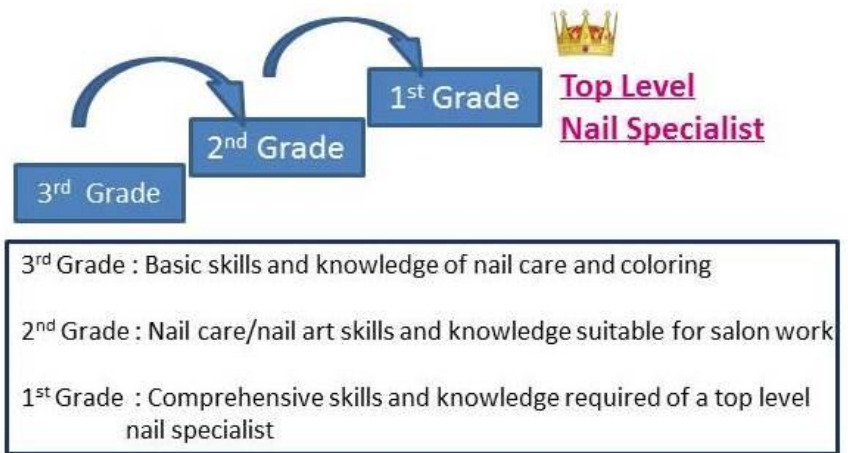 1st Grade
Top Level
Nail Specialist
2nd Grade
3rd Grade
3rd Grade : Basic skills and knowledge of nail care and coloring
2nd Grade : Nail care/nail art skills and knowledge suitable for salon work
1st Grade : Comprehensive skills and knowledge required of a top level
nail specialist